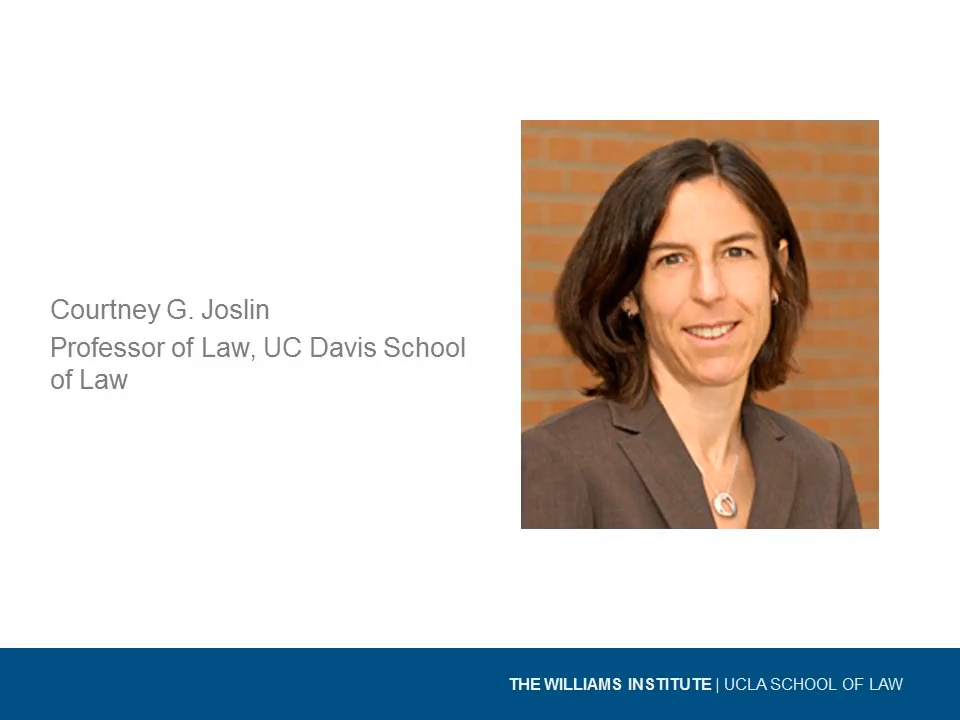 Courtney G. Joslin
Professor of Law, UC Davis School
of Law
THE WILLIAMS INSTITUTE | UCLA SCHOOL OF LAW